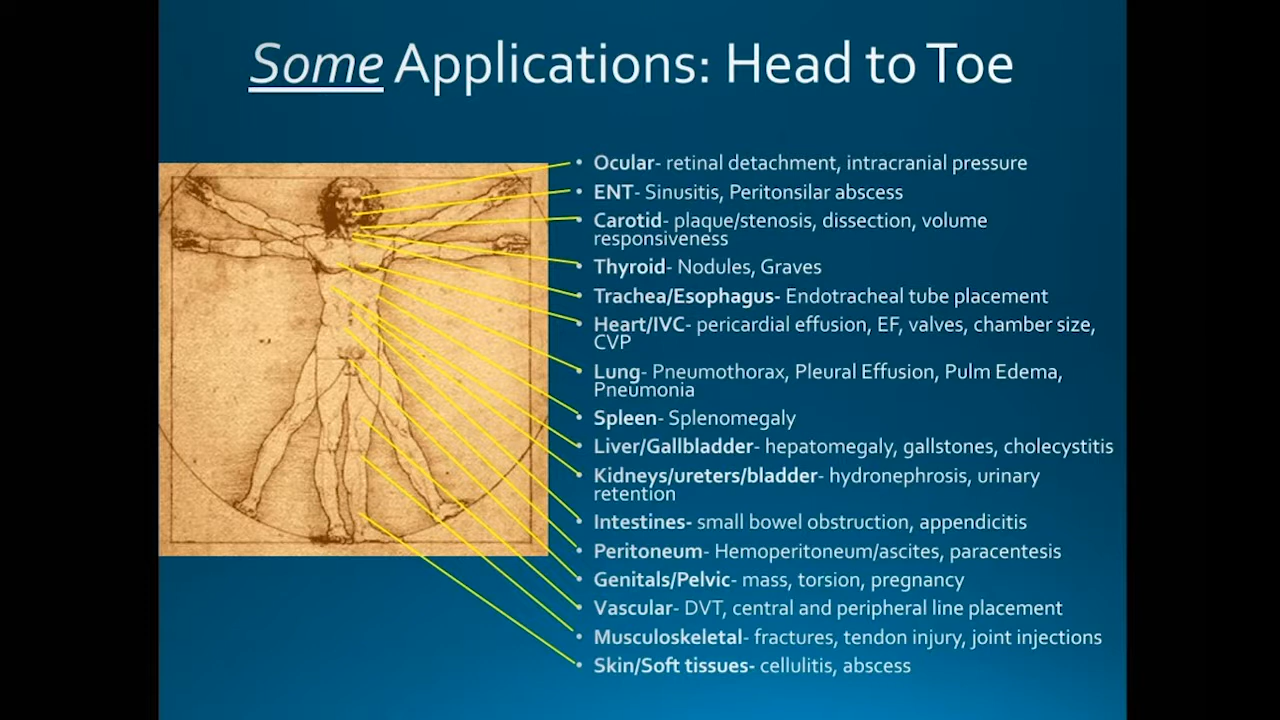 Some Applications: Head to Toe
• Ocular- retinal detachment, intracranial pressure
• ENT- Sinusitis, Peritonsilar abscess
• Carotid- plaque/stenosis, dissection, volume
responsiveness
• Thyroid- Nodules, Graves
• Trachea/Esophagus- Endotracheal tube placement
• Heart/IVC- pericardial effusion, EF, valves, chamber size,
CVP
• Lung- Pneumothorax, Pleural Effusion, Pulm Edema,
Pneumonia
• Spleen- Splenomegaly
• Liver/Gallbladder- hepatomegaly, gallstones, cholecystitis
• Kidneys/ureters/bladder- hydronephrosis, urinary
retention
• Intestines- small bowel obstruction, appendicitis
• Peritoneum- Hemoperitoneum/ascites, paracentesis
• Genitals/Pelvic- mass, torsion, pregnancy
• Vascular- DVT, central and peripheral line placement
• Musculoskeletal- fractures, tendon injury, joint injections
• Skin/Soft tissues- cellulitis, abscess